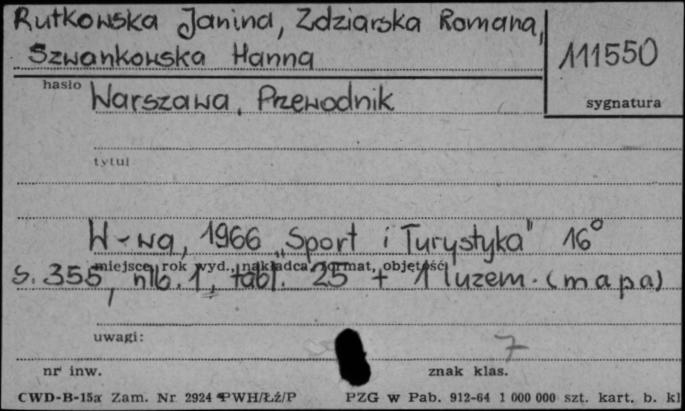 Rutkowska Janina, Zdziarska Romana,
Szwankowska Hanna
111550
hasło
Warszawa, Przewodnik
sygnatura
tytuł
W-wa, 1966 „Sport i Turystyka" 16°
miejsce, rok wyd., nakładca, format, objętość
s. 355, nlb. 1, tabl. 25 + 1 luzem. (mapa)
uwagi:
7
nr inw.
znak klas.
CWD-B-15a Zam. Nr 2924 PWH/Łź/P PZG w Pab. 912-64 1 000 000 szt. kart. b. kl